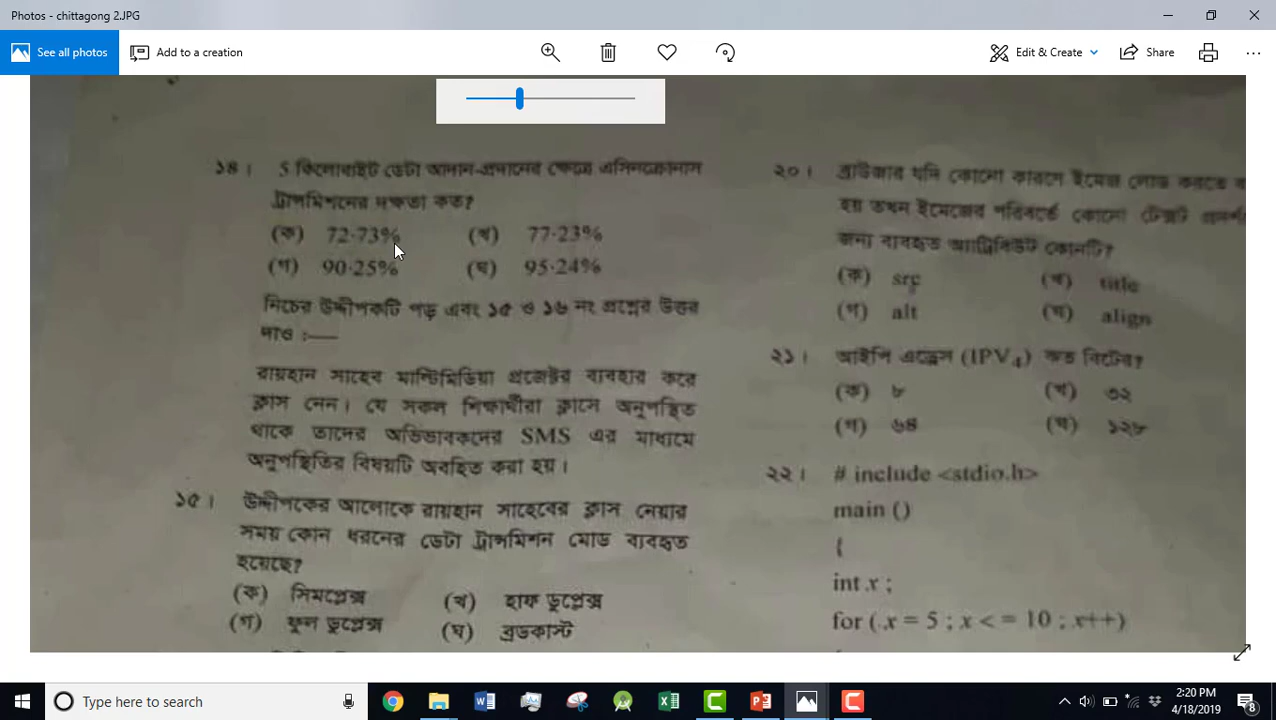 Photos - chittagong 2.JPG
See all photos
Add to a creation
Edit & Create
Share
১৪। 5 কিলোবাইট ডেটা আদান-প্রদানের ক্ষেত্রে এসিনক্রোনাস
ট্রান্সমিশনের দক্ষতা কত?
(ক) 72·73% (খ) 77·23%
(গ) 90·25% (ঘ) 95·24%
নিচের উদ্দীপকটি পড় এবং ১৫ ও ১৬ নং প্রশ্নের উত্তর
দাও :—
রায়হান সাহেব মাল্টিমিডিয়া প্রজেক্টর ব্যবহার করে
ক্লাস নেন। যে সকল শিক্ষার্থীরা ক্লাসে অনুপস্থিত
থাকে তাদের অভিভাবকদের SMS এর মাধ্যমে
অনুপস্থিতির বিষয়টি অবহিত করা হয়।
১৫। উদ্দীপকের আলোকে রায়হান সাহেবের ক্লাস নেয়ার
সময় কোন ধরনের ডেটা ট্রান্সমিশন মোড ব্যবহৃত
হয়েছে?
(ক) সিমপ্লেক্স (খ) হাফ ডুপ্লেক্স
(গ) ফুল ডুপ্লেক্স (ঘ) ব্রডকাস্ট
২০। ব্রাউজার যদি কোনো কারণে ইমেজ লোড করতে
হয় তখন ইমেজের পরিবর্তে কোনো টেক্সট
জন্য ব্যবহৃত অ্যাট্রিবিউট কোনটি?
(ক) src (খ) title
(গ) alt (ঘ) align
২১। আইপি এড্রেস (IPV4) কত বিটের?
(ক) ৮ (খ) ৩২
(গ) ৬৪ (ঘ) ১২৮
২২। # include <stdio.h>
main ()
{
int x ;
for ( x = 5 ; x < = 10 ; x++)
Type here to search
2:20 PM
4/18/2019
8